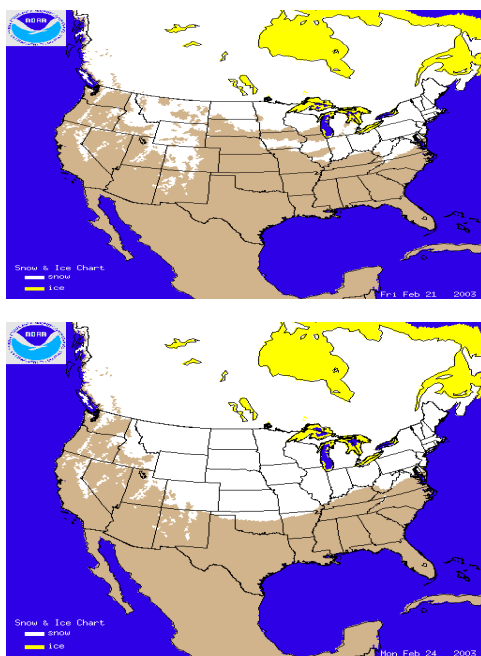 NOAA
Snow & Ice Chart
snow
ice
Fri Feb 21 2003
NOAA
Snow & Ice Chart
snow
ice
Mon Feb 24 2003